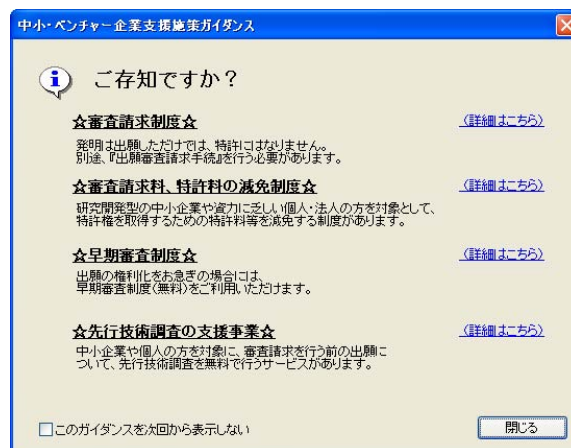 中小・ベンチャー企業支援施策ガイダンス
ご存知ですか？
☆審査請求制度☆
（詳細はこちら）
発明は出願しただけでは、特許にはなりません。
別途、『出願審査請求手続』を行う必要があります。
☆審査請求料、特許料の減免制度☆
（詳細はこちら）
研究開発型の中小企業や資力に乏しい個人・法人の方を対象として、
特許権を取得するための特許料等を減免する制度があります。
☆早期審査制度☆
（詳細はこちら）
出願の権利化をお急ぎの場合には、
早期審査制度（無料）をご利用いただけます。
☆先行技術調査の支援事業☆
（詳細はこちら）
中小企業や個人の方を対象に、審査請求を行う前の出願に
ついて、先行技術調査を無料で行うサービスがあります。
このガイダンスを次回から表示しない
閉じる